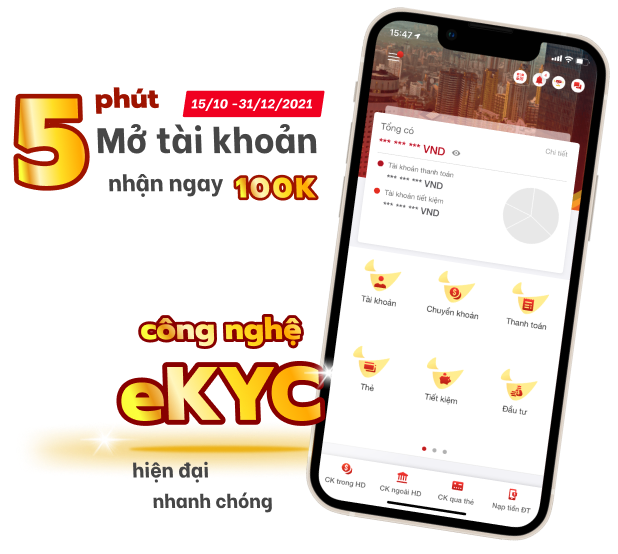 5
phút
15/10 -31/12/2021
Mở tài khoản
nhận ngay 100K
công nghệ
eKYC
hiện đại
nhanh chóng
15:47
Tổng có
*** *** *** VND
Chi tiết
Tài khoản thanh toán
*** *** *** VND
Tài khoản tiết kiệm
*** *** *** VND
Tài khoản
Chuyển khoản
Thanh toán
Thẻ
Tiết kiệm
Đầu tư
CK trong HD
CK ngoài HD
CK qua thẻ
Nạp tiền ĐT